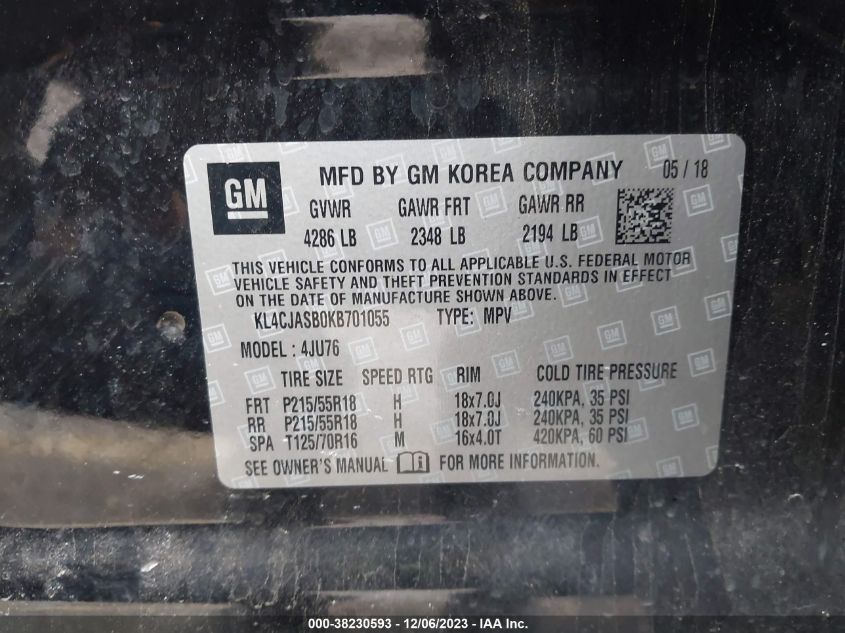 GM
MFD BY GM KOREA COMPANY 05 / 18
GVWR GAWR FRT GAWR RR
4286 LB 2348 LB 2194 LB
THIS VEHICLE CONFORMS TO ALL APPLICABLE U.S. FEDERAL MOTOR
VEHICLE SAFETY AND THEFT PREVENTION STANDARDS IN EFFECT
ON THE DATE OF MANUFACTURE SHOWN ABOVE.
KL4CJASB0KB701055 TYPE: MPV
MODEL : 4JU76
TIRE SIZE SPEED RTG RIM COLD TIRE PRESSURE
FRT P215/55R18 H 18x7.0J 240KPA, 35 PSI
RR P215/55R18 H 18x7.0J 240KPA, 35 PSI
SPA T125/70R16 M 16x4.0T 420KPA, 60 PSI
SEE OWNER'S MANUAL FOR MORE INFORMATION.
000-38230593 - 12/06/2023 - IAA Inc.